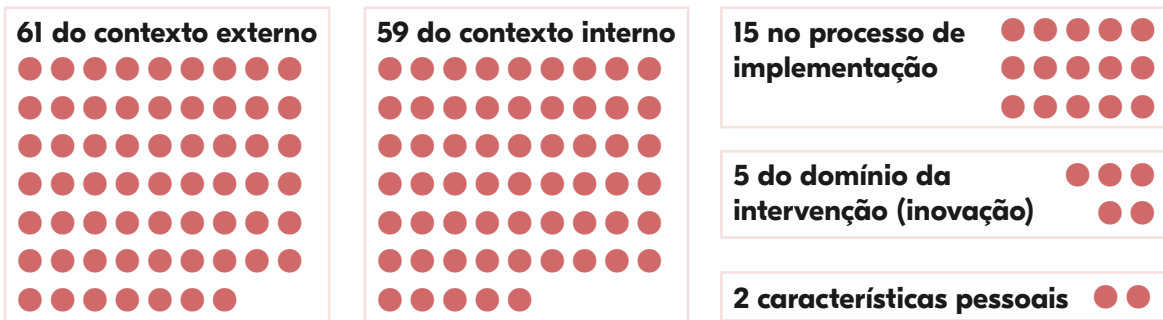 61 do contexto externo
59 do contexto interno
15 no processo de
implementação
5 do domínio da
intervenção (inovação)
2 características pessoais